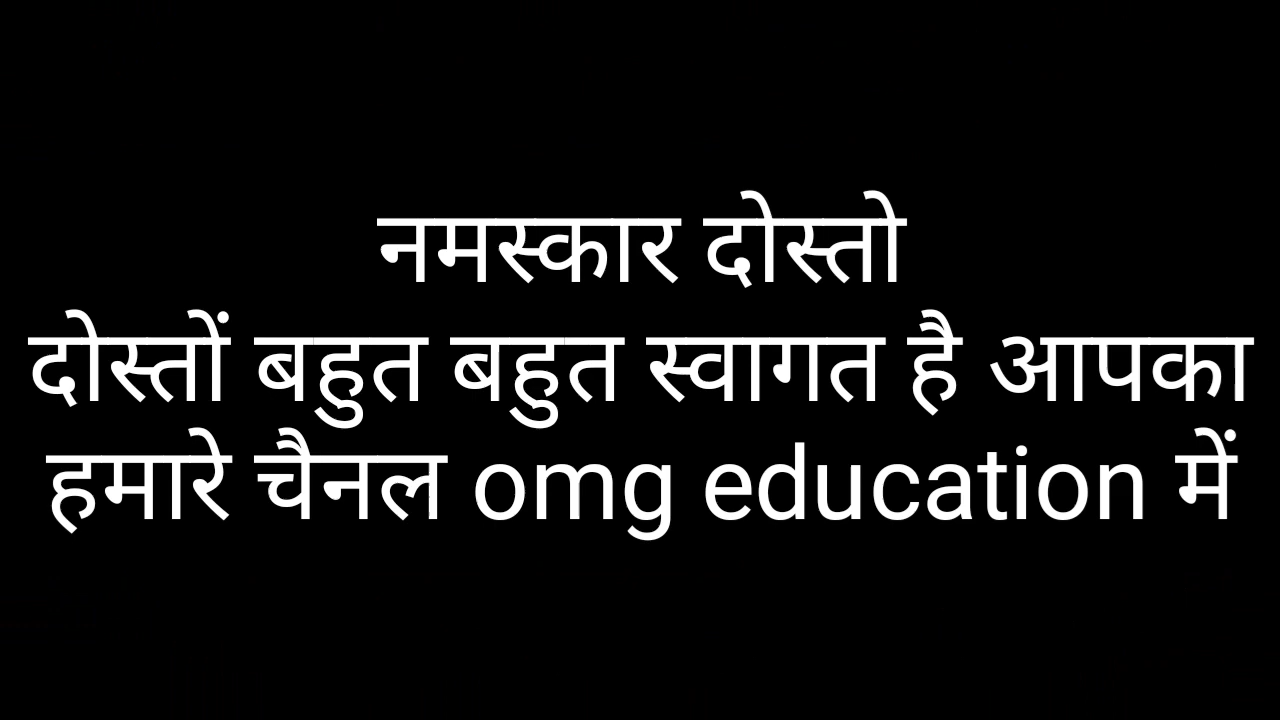 नमस्कार दोस्तो
दोस्तों बहुत बहुत स्वागत है आपका
हमारे चैनल omg education में